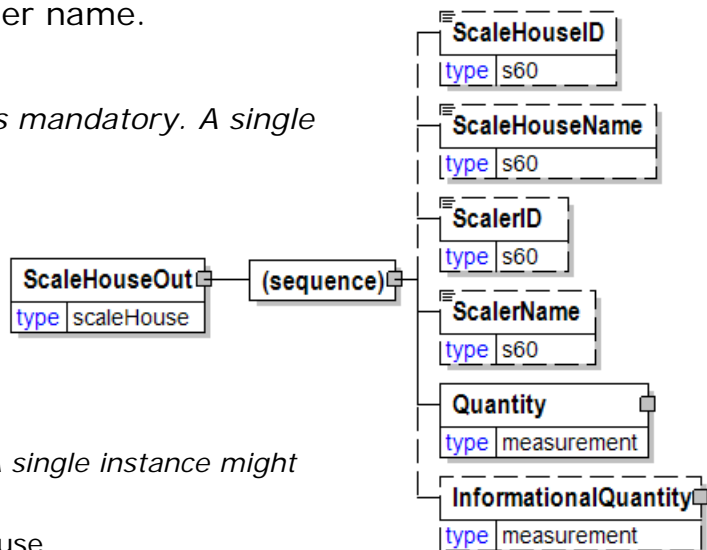 er name.
s mandatory. A single
single instance might
use
ScaleHouseOut
type scaleHouse
(sequence)
ScaleHouseID
type s60
ScaleHouseName
type s60
ScalerID
type s60
ScalerName
type s60
Quantity
type measurement
InformationalQuantity
type measurement